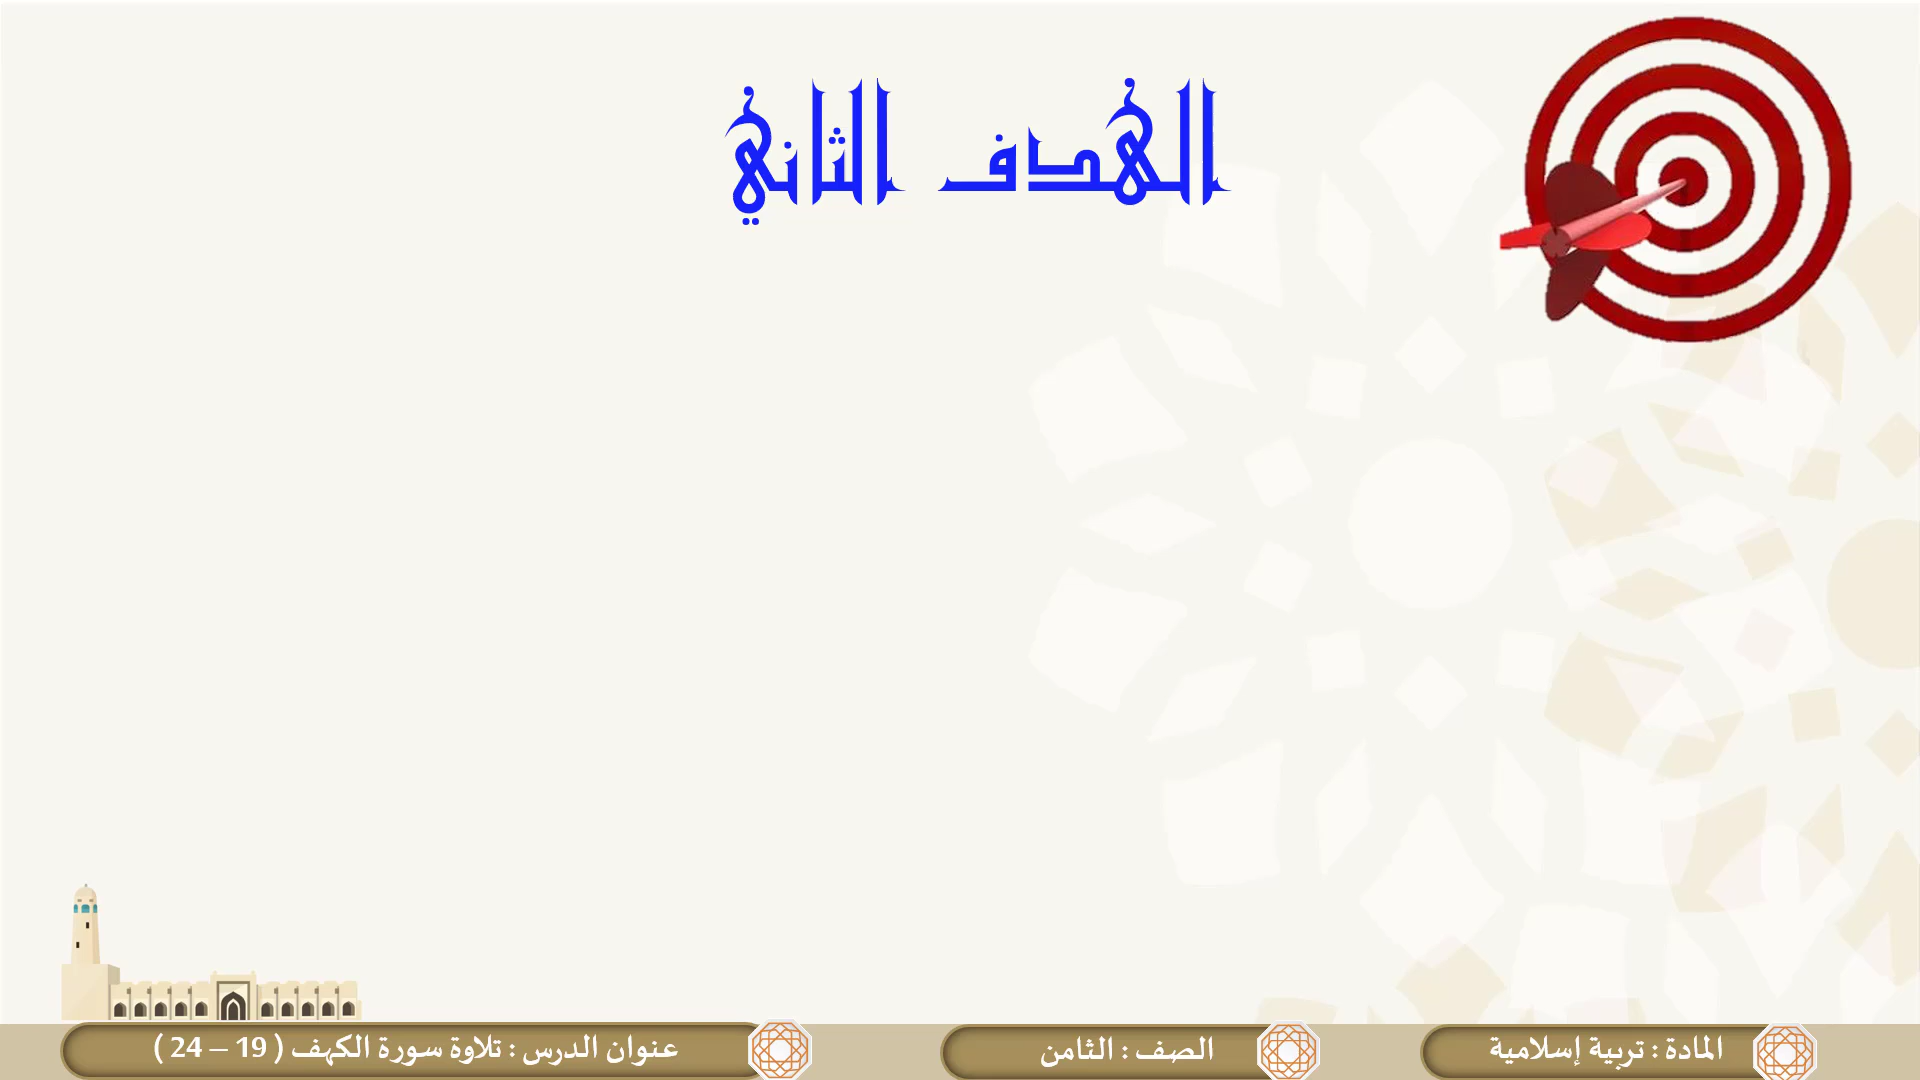 الهدف الثاني
المادة : تربية إسلامية
الصف : الثامن
عنوان الدرس : تلاوة سورة الكهف ( 19 – 24 )